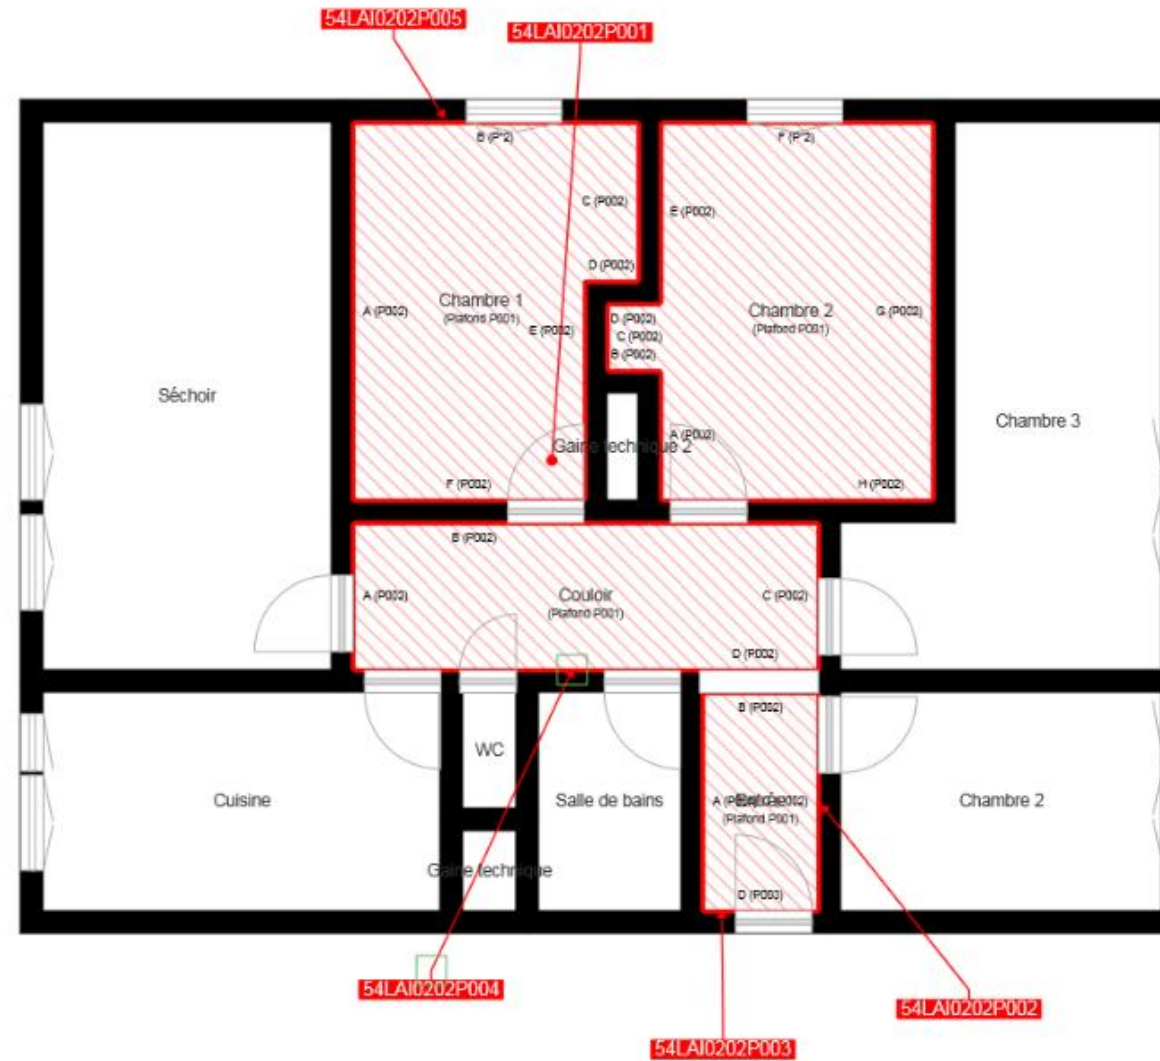 54LAI0202P005
54LAI0202P001
B (P*2)
F (P*2)
C (P002)
E (P002)
D (P002)
Chambre 1
(Plafond P001)
A (P002)
E (P002)
Chambre 2
(Plafond P001)
G (P002)
D (P002)
C (P002)
B (P002)
Séchoir
Chambre 3
A (P002)
Gaine technique 2
F (P002)
H (P002)
B (P002)
A (P002)
Couloir
(Plafond P001)
C (P002)
D (P002)
B (P002)
WC
Cuisine
Salle de bains
Entrée
(Plafond P001)
Chambre 2
Gaine technique
D (P003)
54LAI0202P004
54LAI0202P002
54LAI0202P003